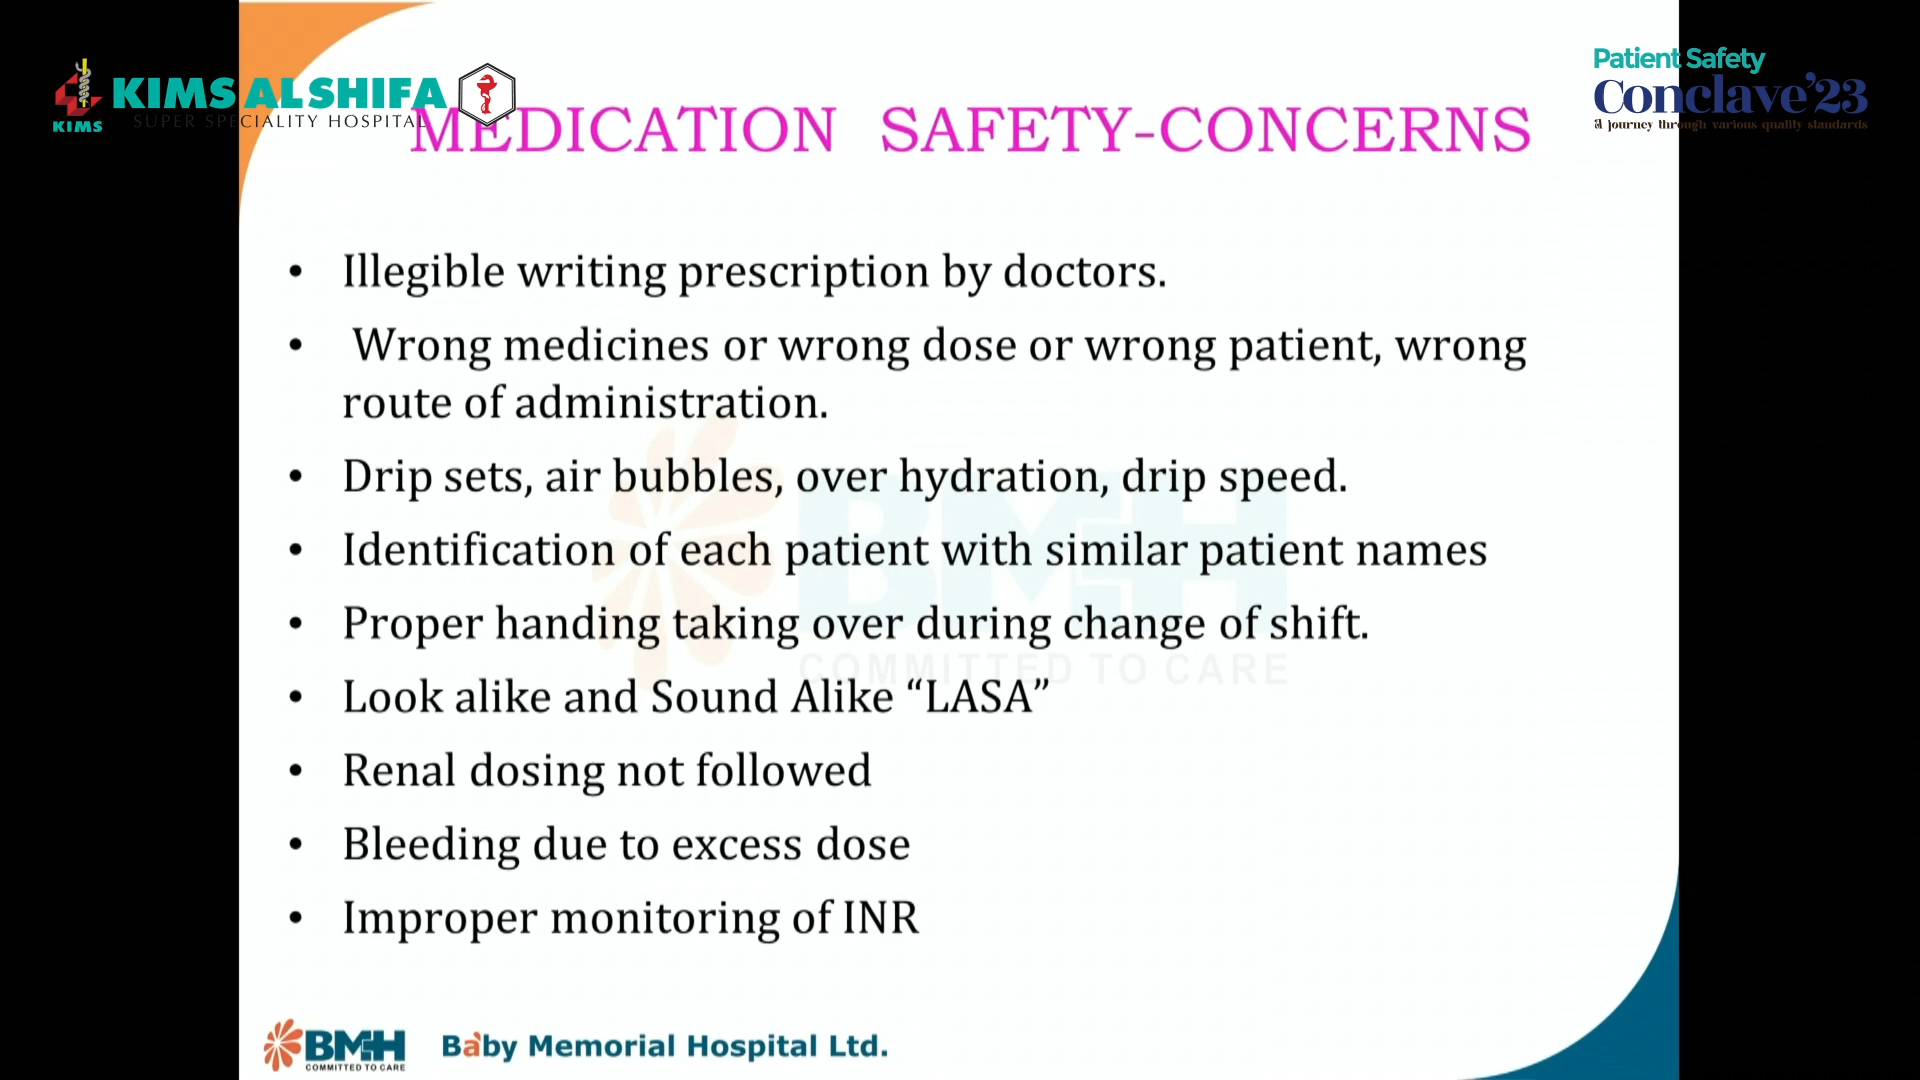 KIMS AL SHIFA
SUPER SPECIALITY HOSPITAL
KIMS
Patient Safety
Conclave'23
A journey through various quality standards
MEDICATION SAFETY-CONCERNS
• Illegible writing prescription by doctors.
• Wrong medicines or wrong dose or wrong patient, wrong
route of administration.
• Drip sets, air bubbles, over hydration, drip speed.
• Identification of each patient with similar patient names
• Proper handing taking over during change of shift.
• Look alike and Sound Alike “LASA”
• Renal dosing not followed
• Bleeding due to excess dose
• Improper monitoring of INR
BMH
COMMITTED TO CARE
BMH
COMMITTED TO CARE
Baby Memorial Hospital Ltd.